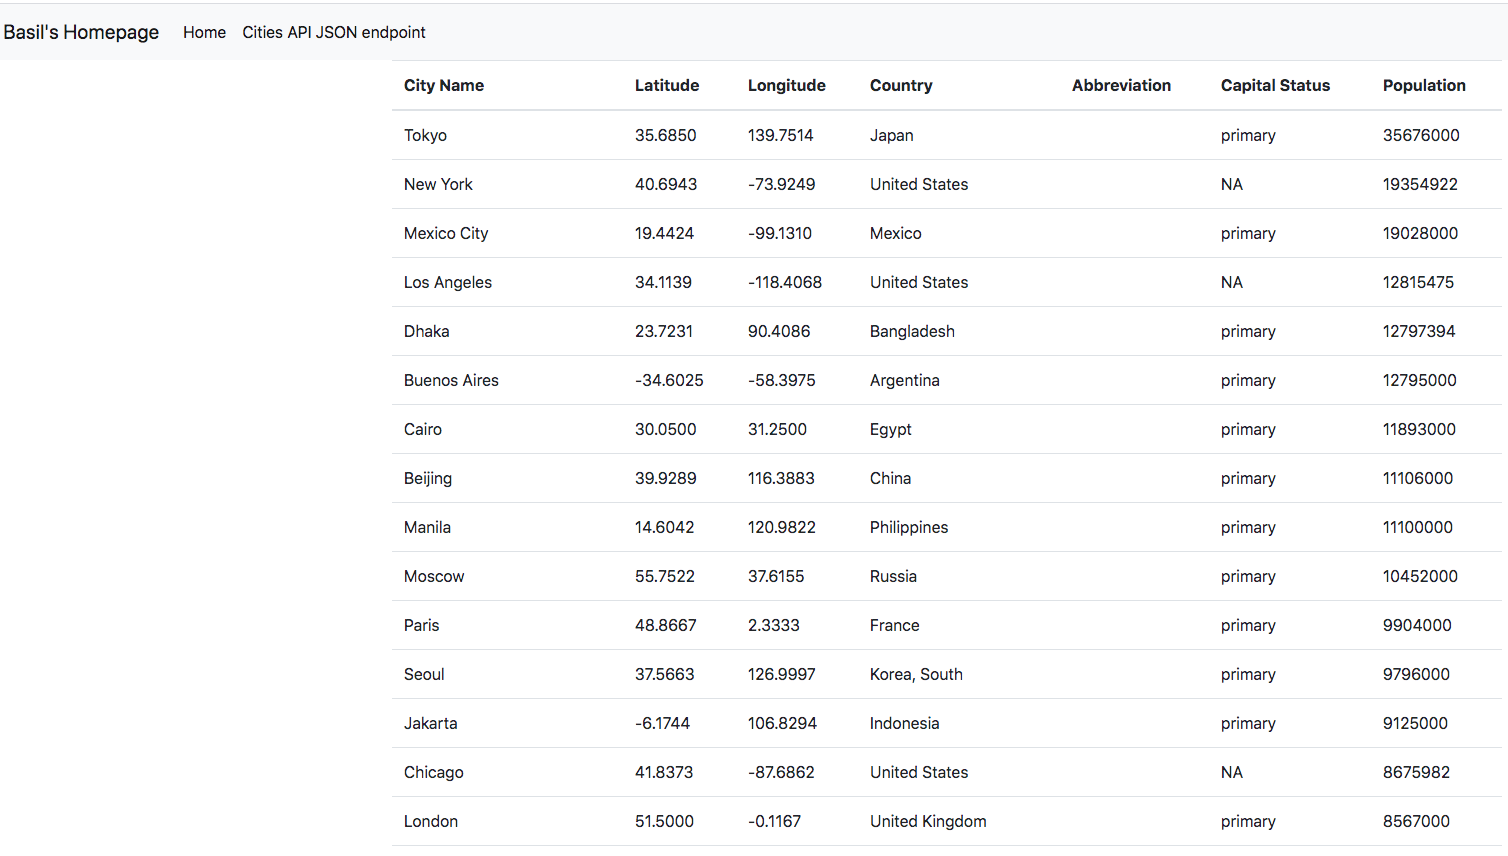 Basil's Homepage Home Cities API JSON endpoint
City Name Latitude Longitude Country Abbreviation Capital Status Population
Tokyo 35.6850 139.7514 Japan primary 35676000
New York 40.6943 -73.9249 United States NA 19354922
Mexico City 19.4424 -99.1310 Mexico primary 19028000
Los Angeles 34.1139 -118.4068 United States NA 12815475
Dhaka 23.7231 90.4086 Bangladesh primary 12797394
Buenos Aires -34.6025 -58.3975 Argentina primary 12795000
Cairo 30.0500 31.2500 Egypt primary 11893000
Beijing 39.9289 116.3883 China primary 11106000
Manila 14.6042 120.9822 Philippines primary 11100000
Moscow 55.7522 37.6155 Russia primary 10452000
Paris 48.8667 2.3333 France primary 9904000
Seoul 37.5663 126.9997 Korea, South primary 9796000
Jakarta -6.1744 106.8294 Indonesia primary 9125000
Chicago 41.8373 -87.6862 United States NA 8675982
London 51.5000 -0.1167 United Kingdom primary 8567000